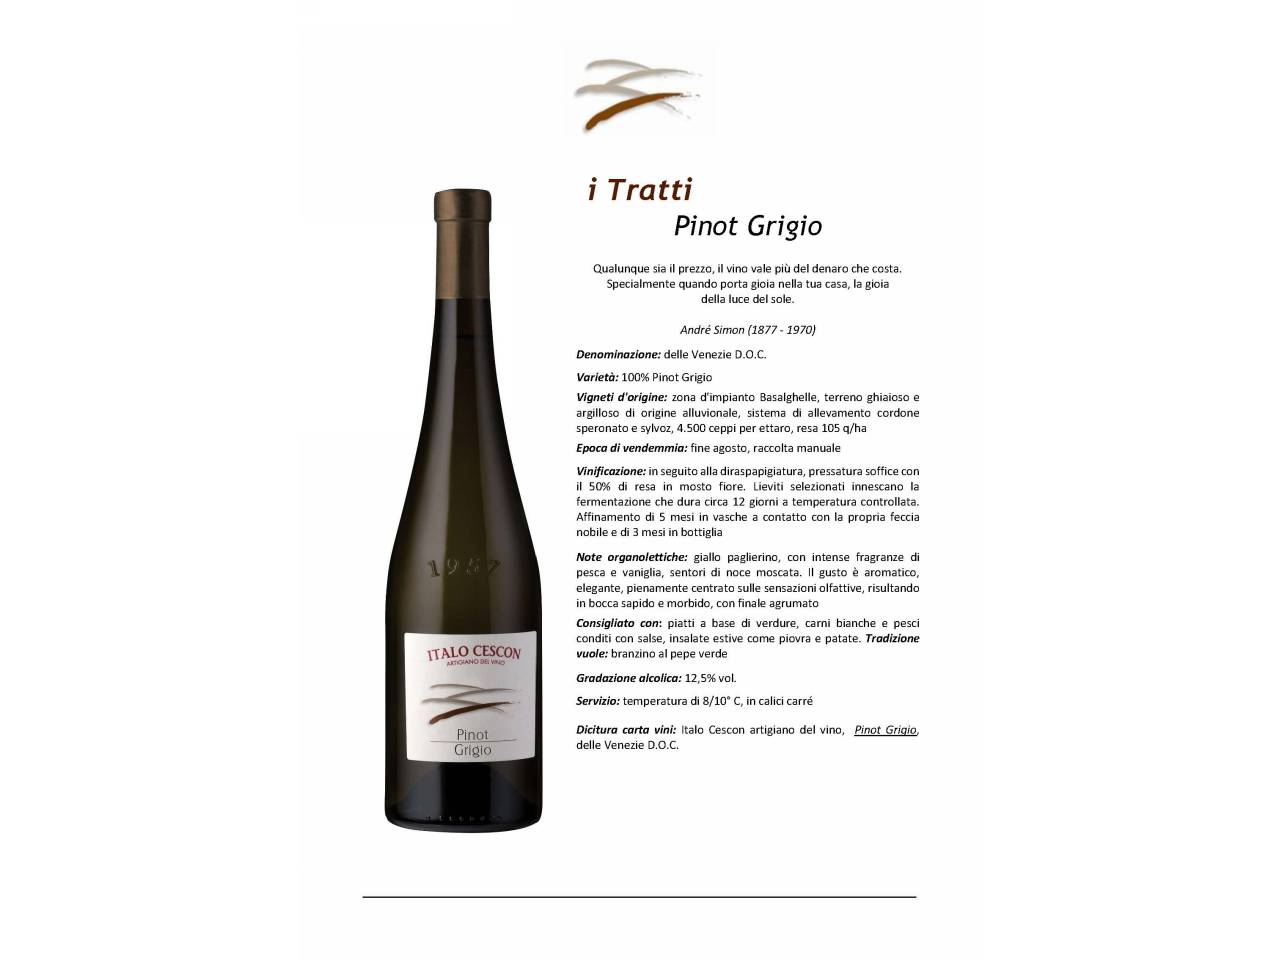 i Tratti
Pinot Grigio
Qualunque sia il prezzo, il vino vale più del denaro che costa.
Specialmente quando porta gioia nella tua casa, la gioia
della luce del sole.
André Simon (1877 - 1970)
Denominazione: delle Venezie D.O.C.
Varietà: 100% Pinot Grigio
Vigneti d'origine: zona d'impianto Basalghelle, terreno ghiaioso e
argilloso di origine alluvionale, sistema di allevamento cordone
speronato e sylvoz, 4.500 ceppi per ettaro, resa 105 q/ha
Epoca di vendemmia: fine agosto, raccolta manuale
Vinificazione: in seguito alla diraspapigiatura, pressatura soffice con
il 50% di resa in mosto fiore. Lieviti selezionati innescano la
fermentazione che dura circa 12 giorni a temperatura controllata.
Affinamento di 5 mesi in vasche a contatto con la propria feccia
nobile e di 3 mesi in bottiglia
Note organolettiche: giallo paglierino, con intense fragranze di
pesca e vaniglia, sentori di noce moscata. Il gusto è aromatico,
elegante, pienamente centrato sulle sensazioni olfattive, risultando
in bocca sapido e morbido, con finale agrumato
Consigliato con: piatti a base di verdure, carni bianche e pesci
conditi con salse, insalate estive come piovra e patate. Tradizione
vuole: branzino al pepe verde
Gradazione alcolica: 12,5% vol.
Servizio: temperatura di 8/10° C, in calici carré
Dicitura carta vini: Italo Cescon artigiano del vino, Pinot Grigio,
delle Venezie D.O.C.
1957
ITALO CESCON
ARTIGIANO DEL VINO
Pinot
Grigio